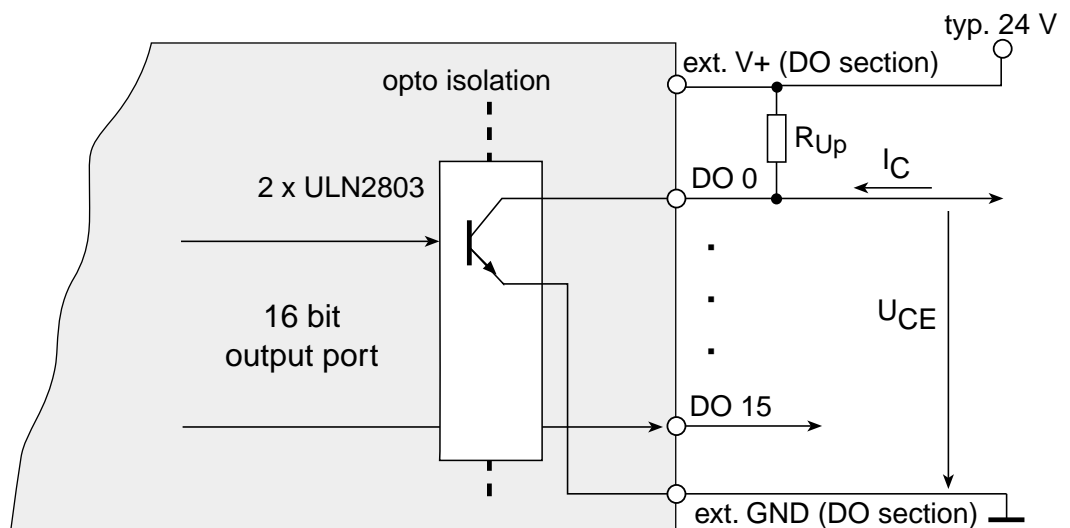 typ. 24 V
ext. V+ (DO section)
opto isolation
R_Up
I_C
DO 0
2 x ULN2803
U_CE
16 bit
output port
DO 15
ext. GND (DO section)